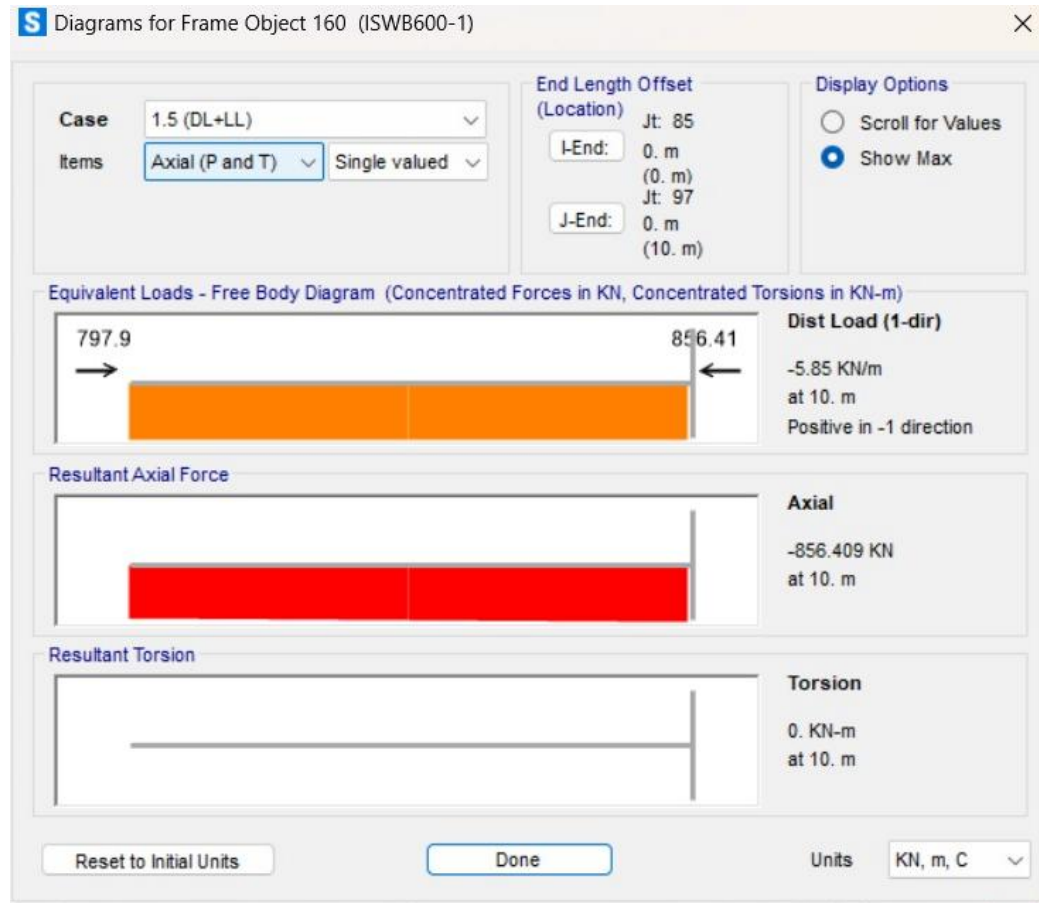 S Diagrams for Frame Object 160 (ISWB600-1)
Case 1.5 (DL+LL)
Items Axial (P and T) Single valued
End Length Offset
(Location)
Jt: 85
I-End: 0. m
(0. m)
Jt: 97
J-End: 0. m
(10. m)
Display Options
Scroll for Values
Show Max
Equivalent Loads - Free Body Diagram (Concentrated Forces in KN, Concentrated Torsions in KN-m)
797.9 856.41
Dist Load (1-dir)
-5.85 KN/m
at 10. m
Positive in -1 direction
Resultant Axial Force
Axial
-856.409 KN
at 10. m
Resultant Torsion
Torsion
0. KN-m
at 10. m
Reset to Initial Units Done Units KN, m, C